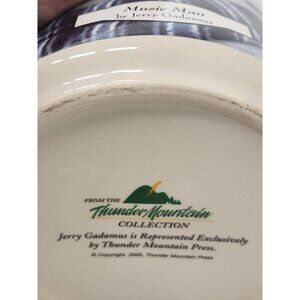 Music Man
by Jerry Gadamus
FROM THE
Thunder Mountain
COLLECTION
Jerry Gadamus is Represented Exclusively
by Thunder Mountain Press.
© Copyright, 2005, Thunder Mountain Press